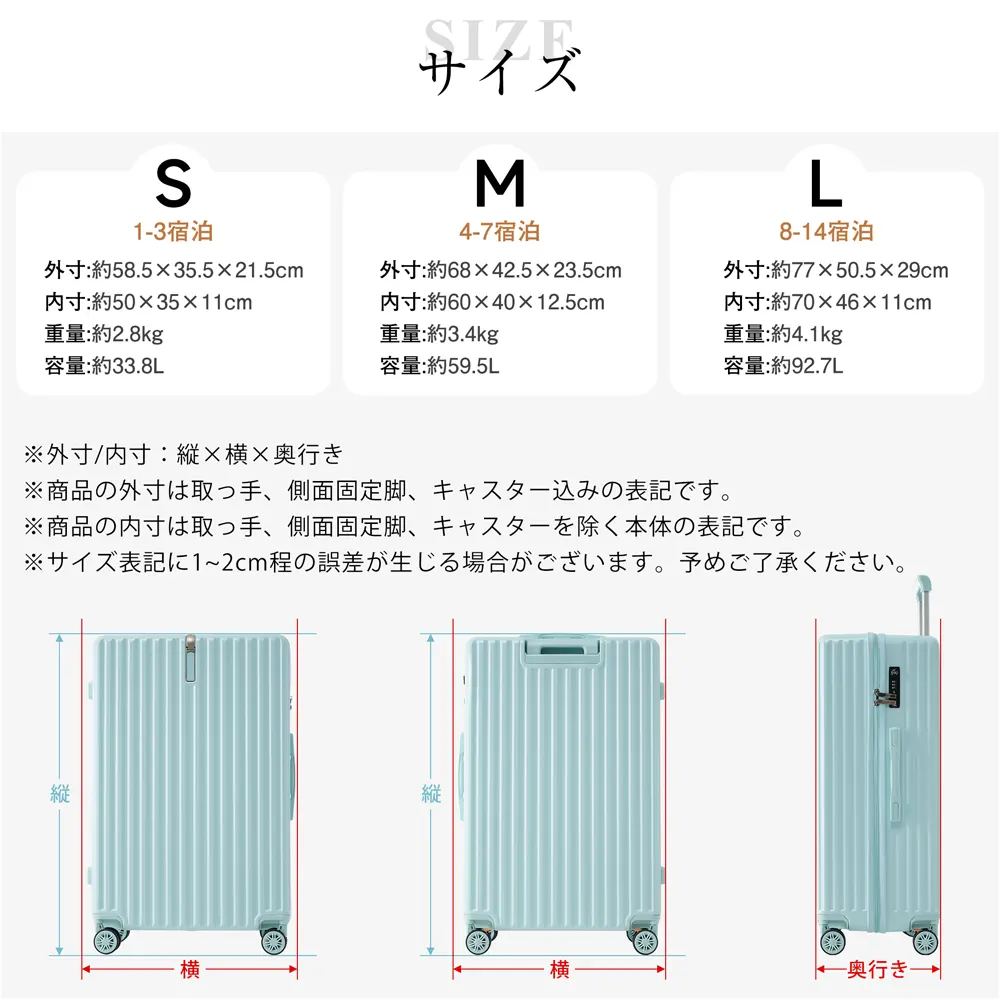 SIZE
サイズ
S
1-3宿泊
外寸:約58.5×35.5×21.5cm
内寸:約50×35×11cm
重量:約2.8kg
容量:約33.8L
M
4-7宿泊
外寸:約68×42.5×23.5cm
内寸:約60×40×12.5cm
重量:約3.4kg
容量:約59.5L
L
8-14宿泊
外寸:約77×50.5×29cm
内寸:約70×46×11cm
重量:約4.1kg
容量:約92.7L
※外寸/内寸：縦×横×奥行き
※商品の外寸は取っ手、側面固定脚、キャスター込みの表記です。
※商品の内寸は取っ手、側面固定脚、キャスターを除く本体の表記です。
※サイズ表記に1~2cm程の誤差が生じる場合がございます。予めご了承ください。
縦
横
縦
横
奥行き